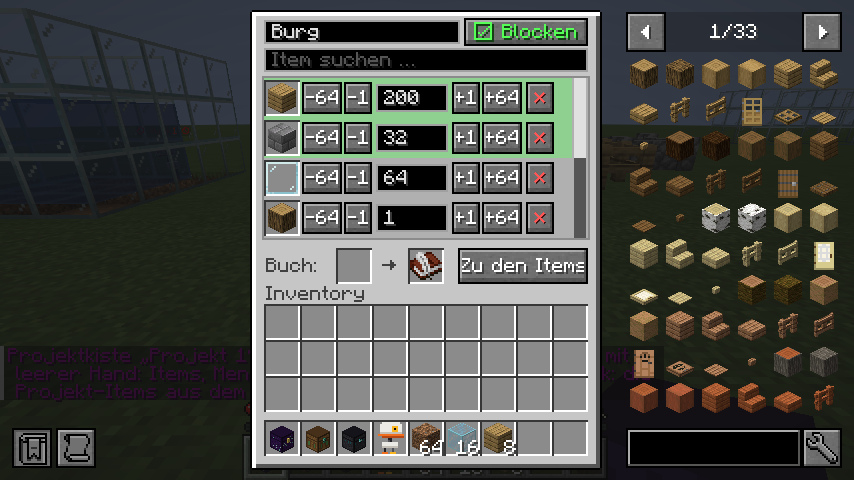 Burg
Blocken
1/33
Item suchen ...
-64 -1 200 +1 +64
-64 -1 32 +1 +64
-64 -1 64 +1 +64
-64 -1 1 +1 +64
Buch:
Zu den Items
Inventory
Projektkiste „Projekt 1
mit
leerer Hand: Items, Men
Projekt-Items aus dem
64 16 8